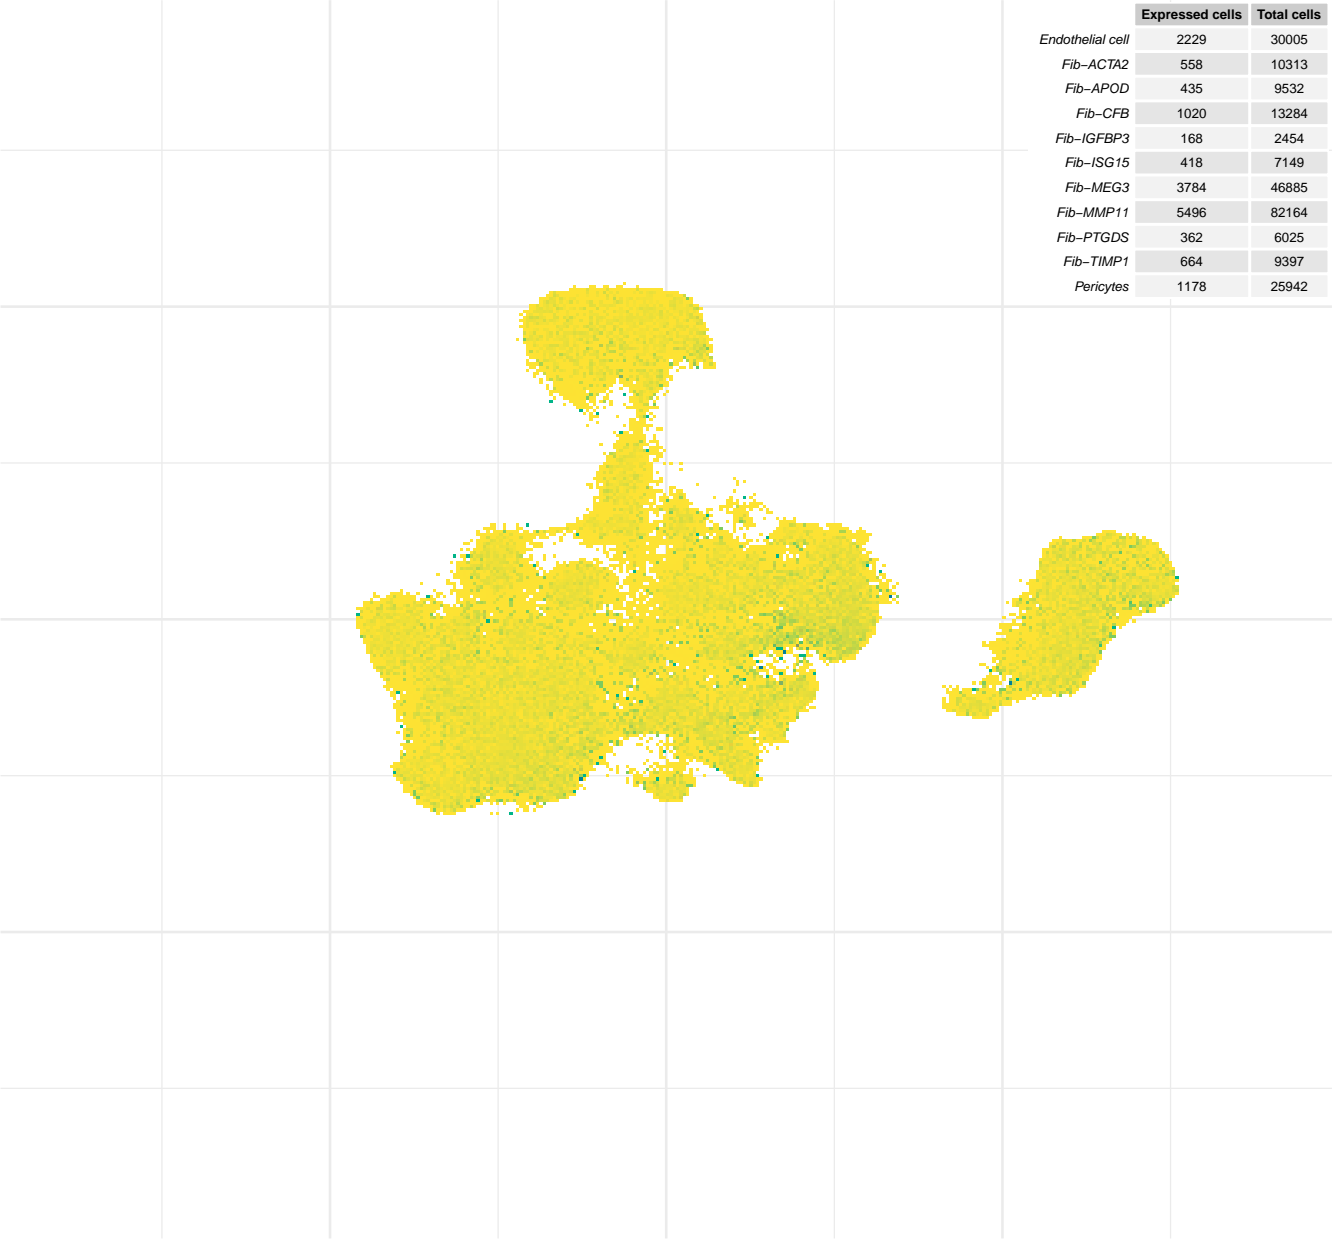 Expressed cells Total cells
Endothelial cell 2229 30005
Fib−ACTA2 558 10313
Fib−APOD 435 9532
Fib−CFB 1020 13284
Fib−IGFBP3 168 2454
Fib−ISG15 418 7149
Fib−MEG3 3784 46885
Fib−MMP11 5496 82164
Fib−PTGDS 362 6025
Fib−TIMP1 664 9397
Pericytes 1178 25942